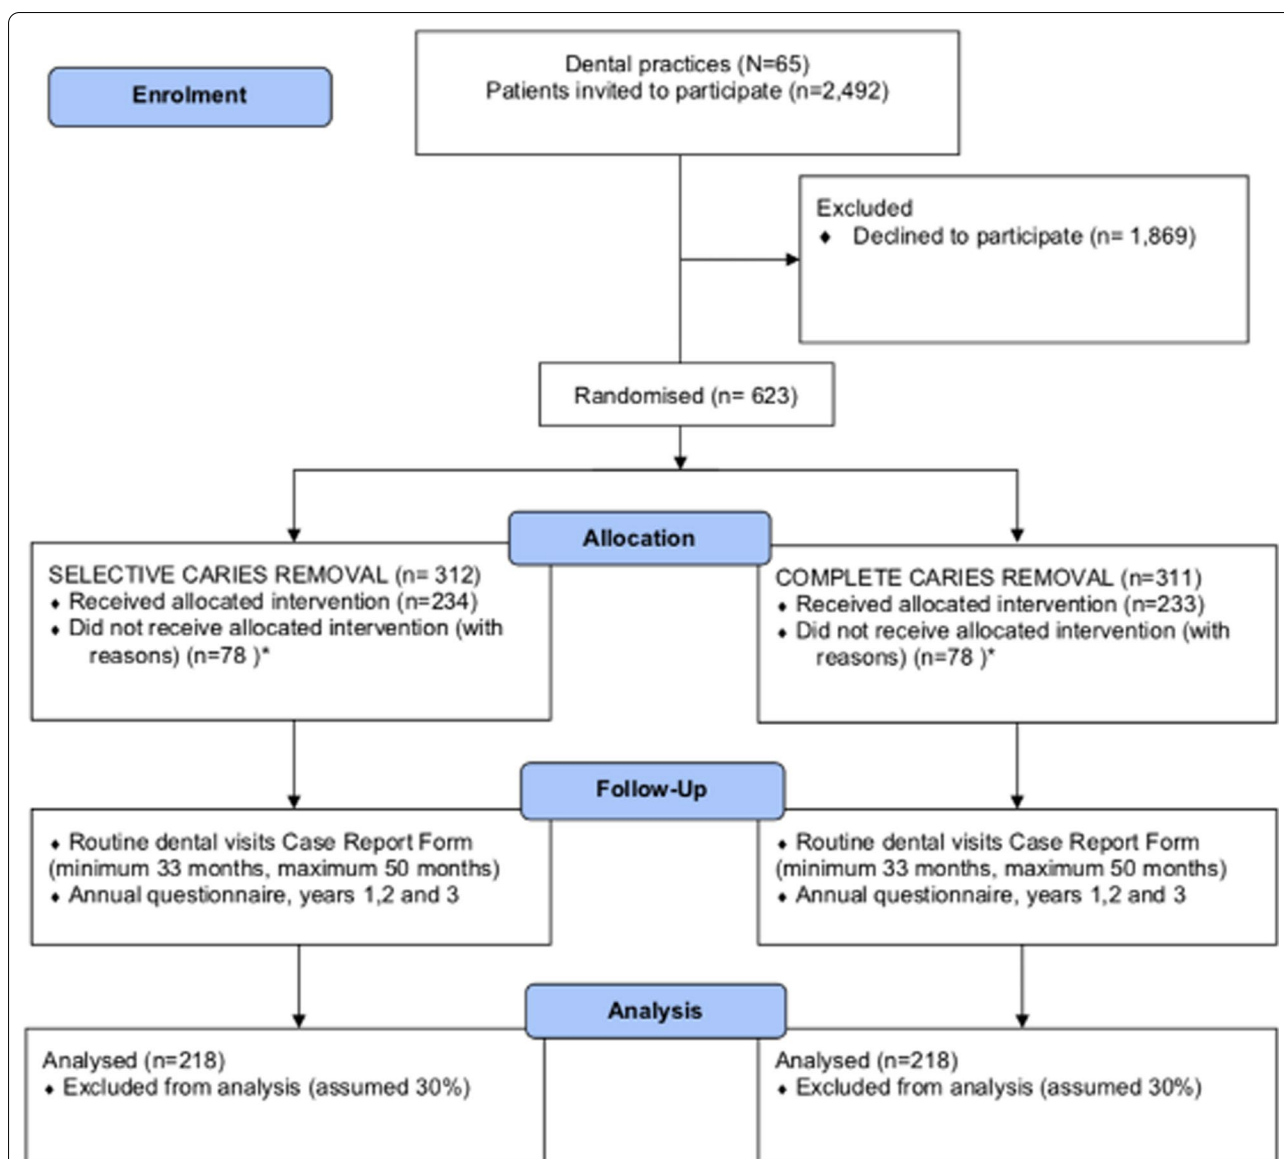 Enrolment
Dental practices (N=65)
Patients invited to participate (n=2,492)
Excluded
♦ Declined to participate (n= 1,869)
Randomised (n= 623)
Allocation
SELECTIVE CARIES REMOVAL (n= 312)
♦ Received allocated intervention (n=234)
♦ Did not receive allocated intervention (with
reasons) (n=78 )*
COMPLETE CARIES REMOVAL (n=311)
♦ Received allocated intervention (n=233)
♦ Did not receive allocated intervention (with
reasons) (n=78 )*
Follow-Up
♦ Routine dental visits Case Report Form
(minimum 33 months, maximum 50 months)
♦ Annual questionnaire, years 1,2 and 3
♦ Routine dental visits Case Report Form
(minimum 33 months, maximum 50 months)
♦ Annual questionnaire, years 1,2 and 3
Analysis
Analysed (n=218)
♦ Excluded from analysis (assumed 30%)
Analysed (n=218)
♦ Excluded from analysis (assumed 30%)